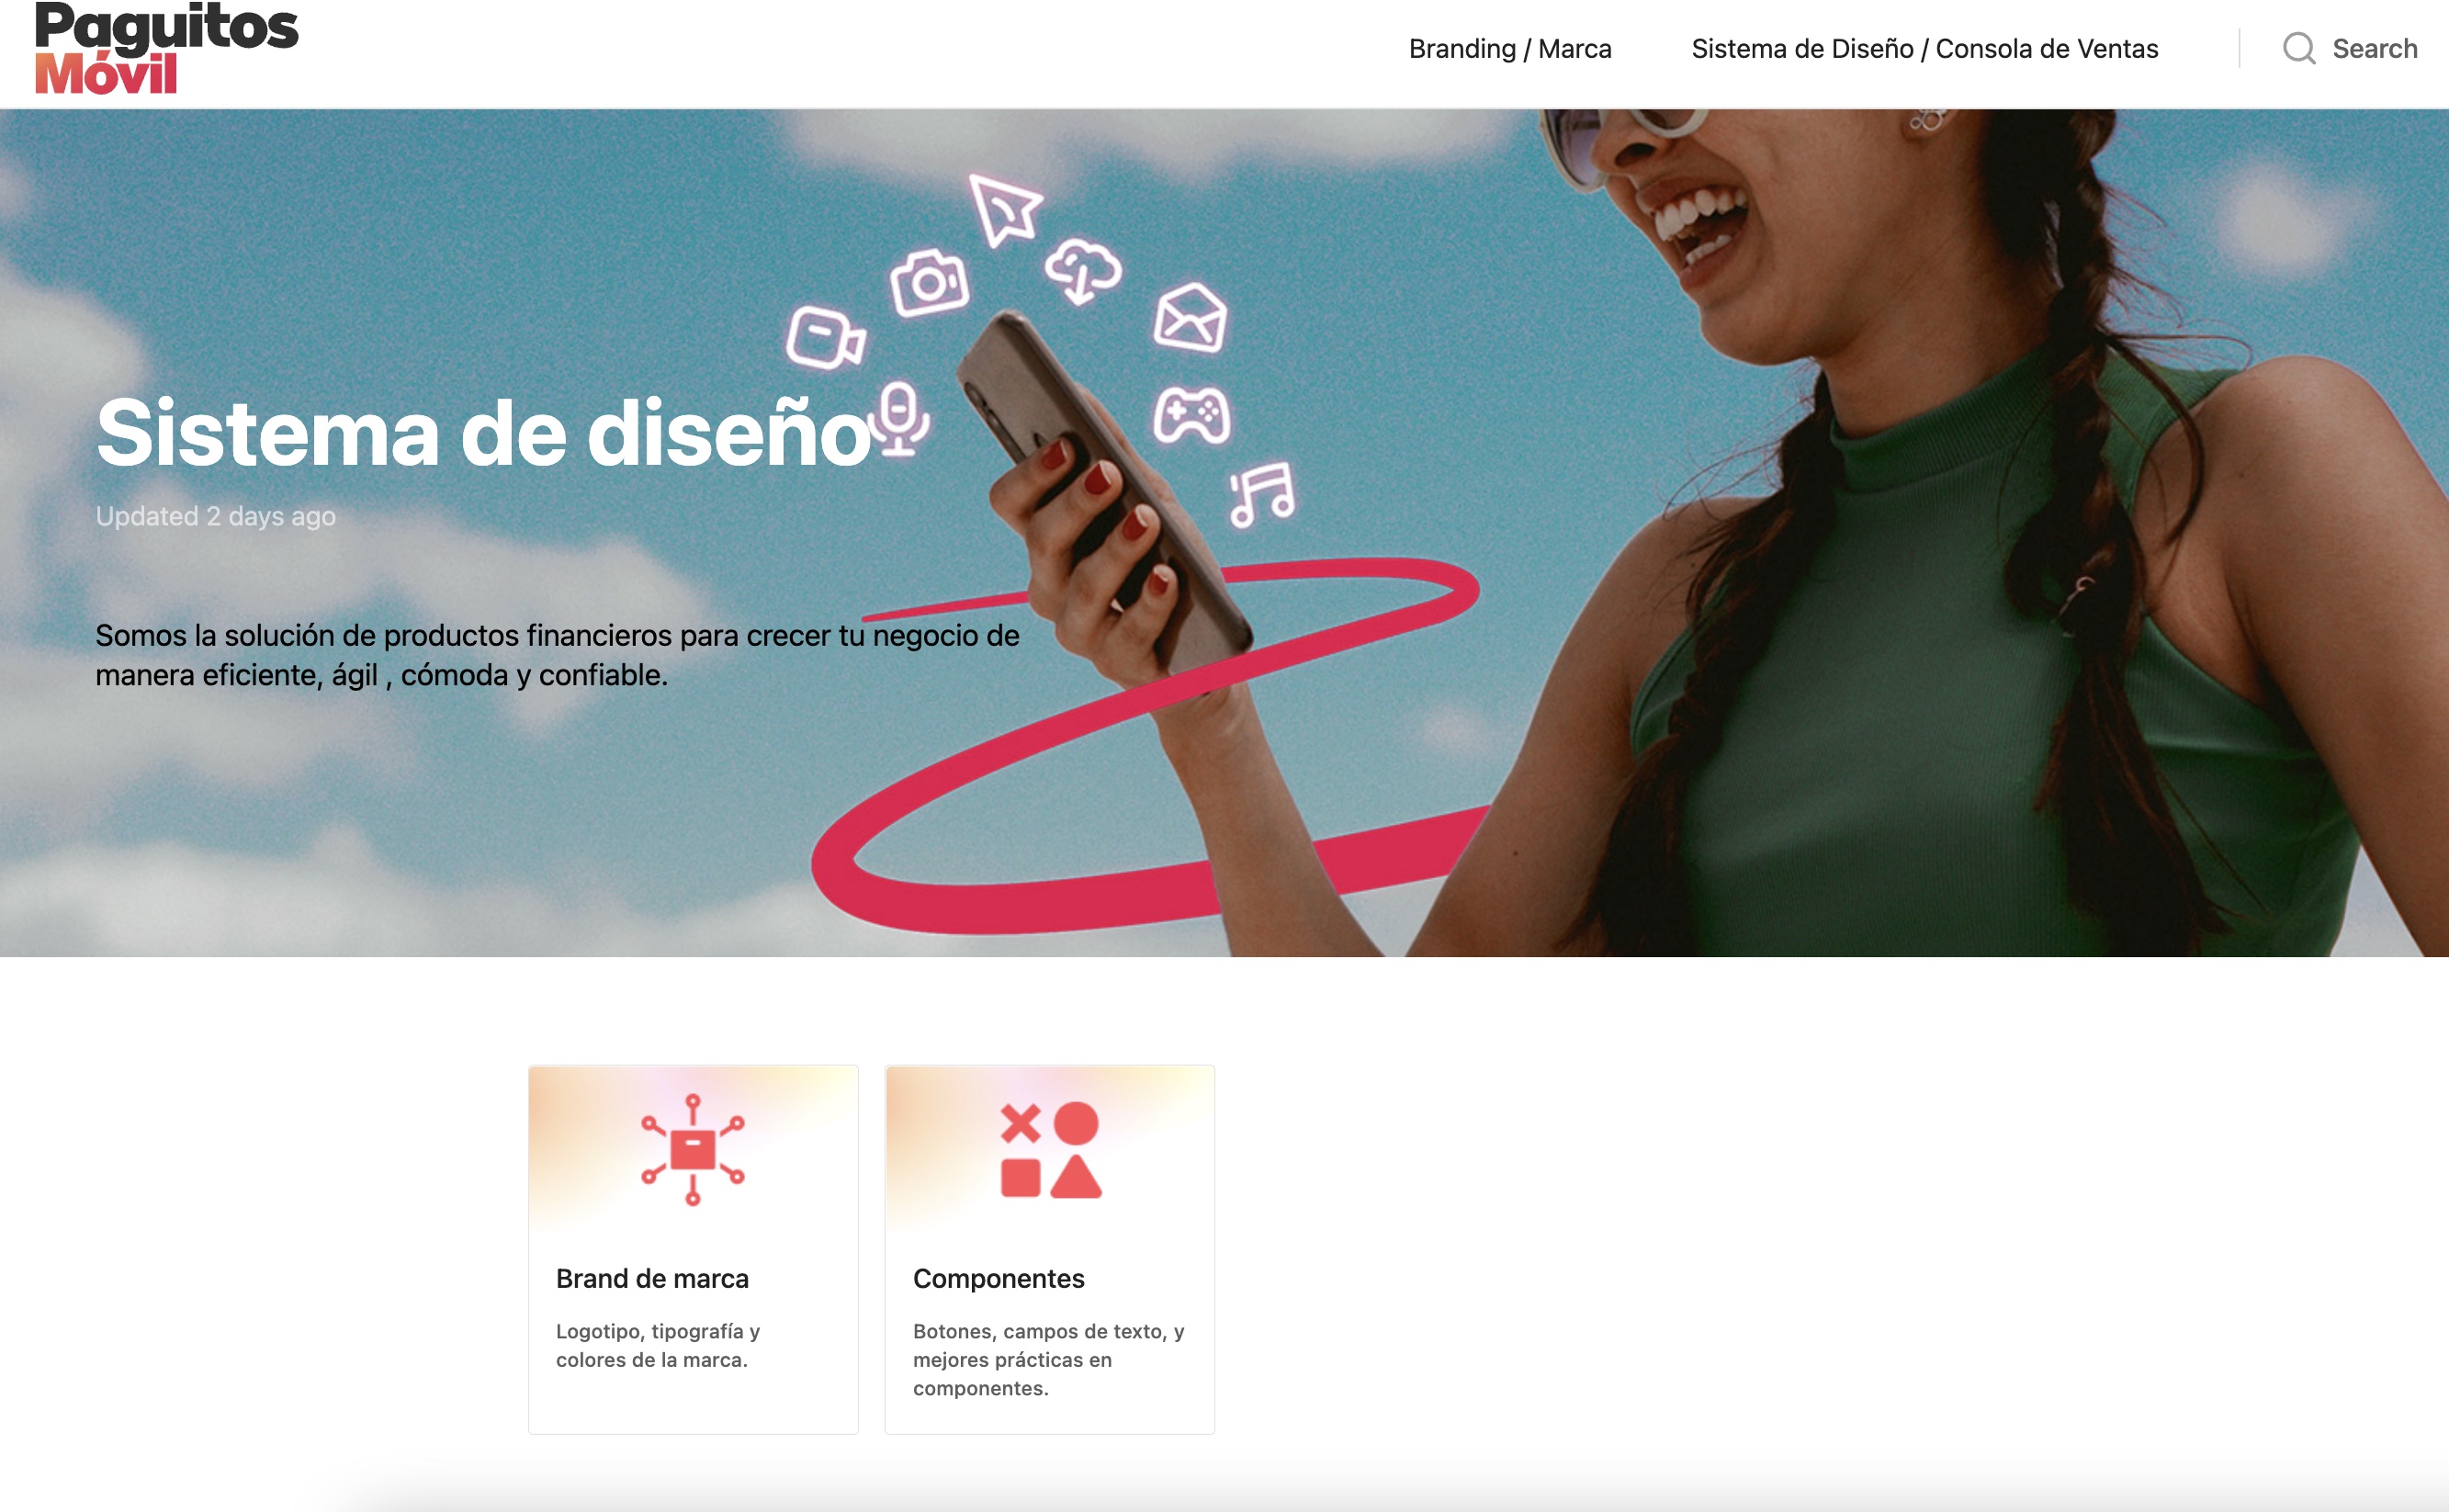 Paguitos
Móvil
Branding / Marca
Sistema de Diseño / Consola de Ventas
Search
Sistema de diseño
Updated 2 days ago
Somos la solución de productos financieros para crecer tu negocio de
manera eficiente, ágil , cómoda y confiable.
Brand de marca
Logotipo, tipografía y
colores de la marca.
Componentes
Botones, campos de texto, y
mejores prácticas en
componentes.